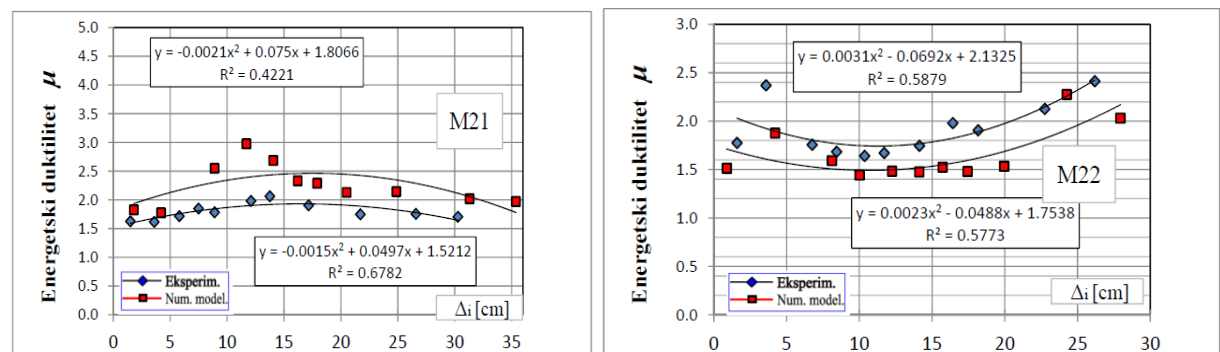 Energetski duktilitet μ
5.0
4.5
4.0
3.5
3.0
2.5
2.0
1.5
1.0
0.5
0.0
y = -0.0021x² + 0.075x + 1.8066
R² = 0.4221
M21
y = -0.0015x² + 0.0497x + 1.5212
R² = 0.6782
Eksperim.
Num. model.
Δi [cm]
0 5 10 15 20 25 30 35
Energetski duktilitet μ
3.0
2.5
2.0
1.5
1.0
0.5
0.0
y = 0.0031x² - 0.0692x + 2.1325
R² = 0.5879
M22
y = 0.0023x² - 0.0488x + 1.7538
R² = 0.5773
Eksperim.
Num. model.
Δi [cm]
0 5 10 15 20 25 30